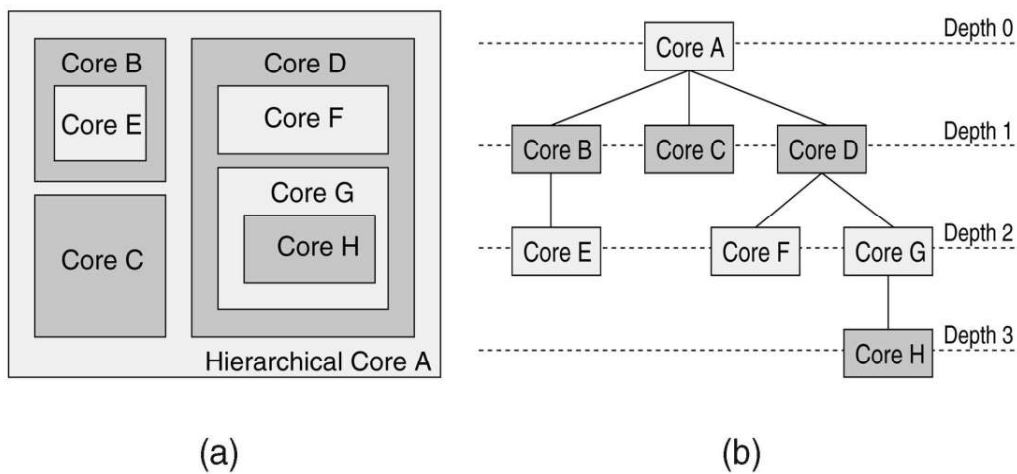 Core B
Core E
Core C
Core D
Core F
Core G
Core H
Hierarchical Core A
(a)
Depth 0
Core A
Depth 1
Core B
Core C
Core D
Depth 2
Core E
Core F
Core G
Depth 3
Core H
(b)